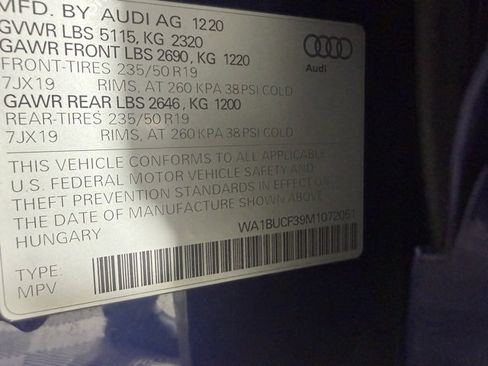 MFD. BY AUDI AG 1220
GVWR LBS 5115, KG 2320
GAWR FRONT LBS 2690, KG 1220
FRONT-TIRES 235/50 R19
7JX19 RIMS, AT 260 KPA 38 PSI COLD
GAWR REAR LBS 2646, KG 1200
REAR-TIRES 235/50 R19
7JX19 RIMS, AT 260 KPA 38 PSI COLD
Audi
THIS VEHICLE CONFORMS TO ALL APPLICABLE
U.S. FEDERAL MOTOR VEHICLE SAFETY AND
THEFT PREVENTION STANDARDS IN EFFECT ON
THE DATE OF MANUFACTURE SHOWN ABOVE
HUNGARY
WA1BUCF39M1072051
TYPE:
MPV